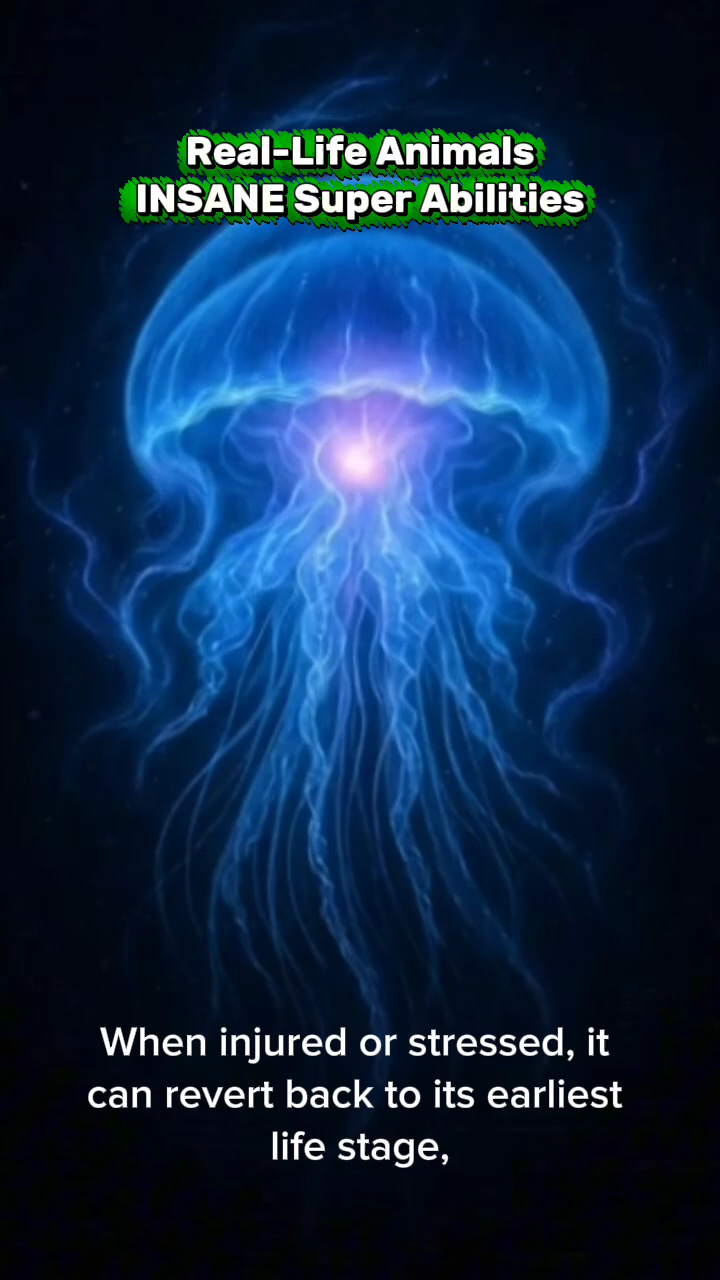 Real-Life Animals
INSANE Super Abilities
When injured or stressed, it
can revert back to its earliest
life stage,